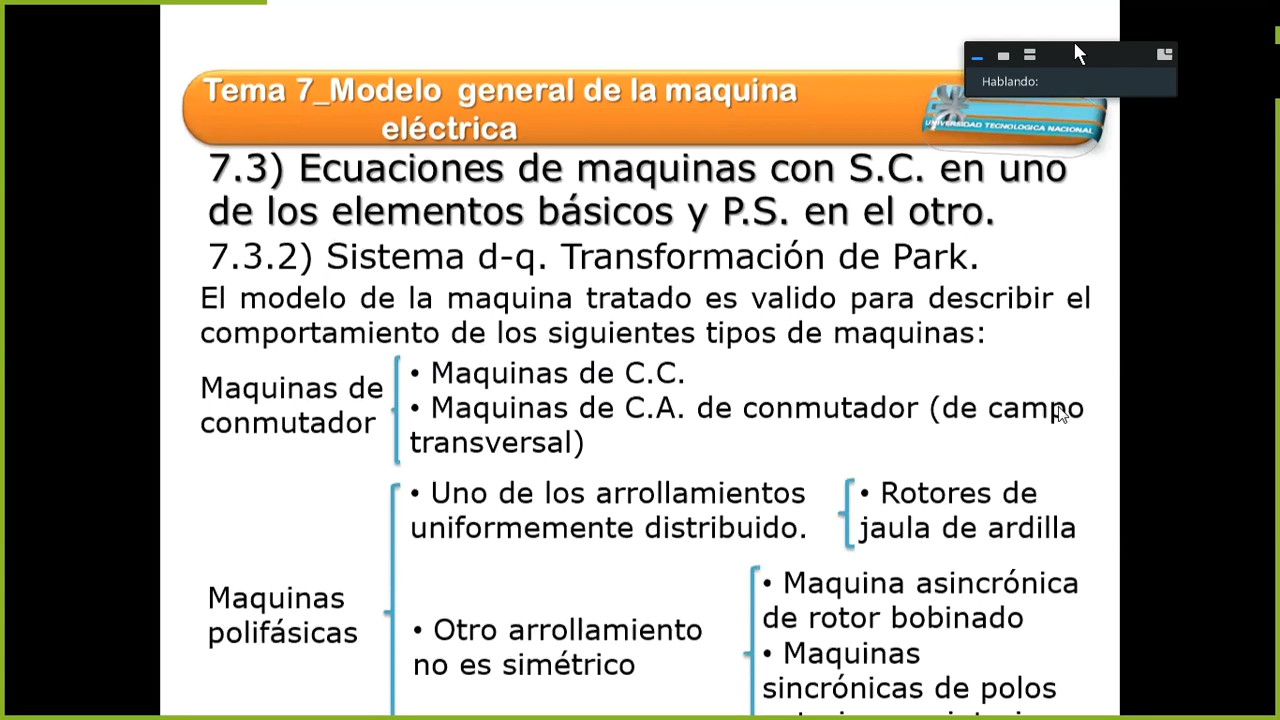 Hablando:
Tema 7_Modelo general de la maquina
eléctrica
UNIVERSIDAD TECNOLOGICA NACIONAL
7.3) Ecuaciones de maquinas con S.C. en uno
de los elementos básicos y P.S. en el otro.
7.3.2) Sistema d-q. Transformación de Park.
El modelo de la maquina tratado es valido para describir el
comportamiento de los siguientes tipos de maquinas:
Maquinas de
conmutador
• Maquinas de C.C.
• Maquinas de C.A. de conmutador (de campo
transversal)
Maquinas
polifásicas
• Uno de los arrollamientos
uniformemente distribuido.
• Rotores de
jaula de ardilla
• Otro arrollamiento
no es simétrico
• Maquina asincrónica
de rotor bobinado
• Maquinas
sincrónicas de polos